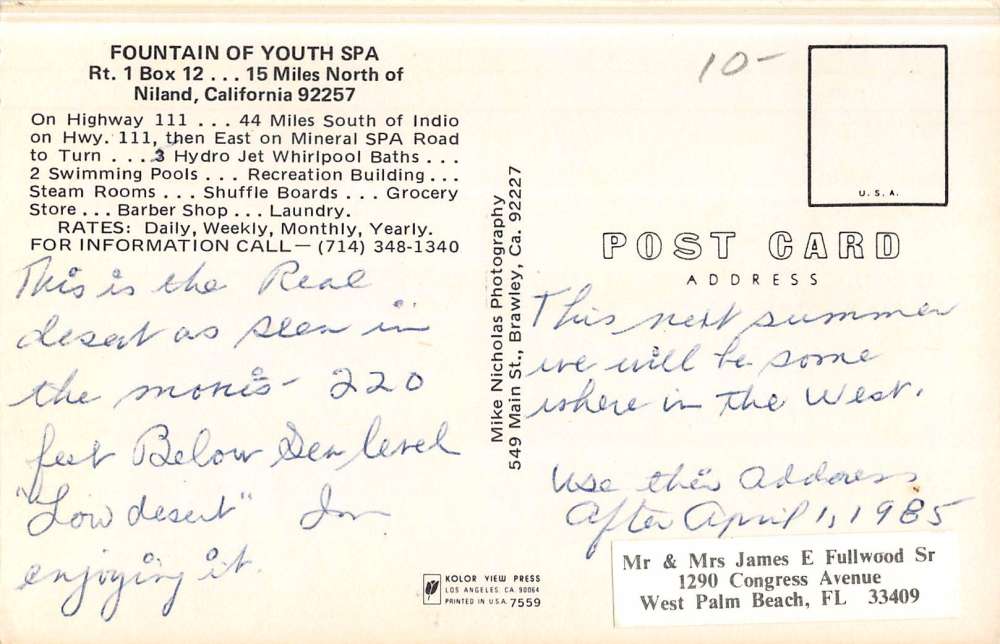 FOUNTAIN OF YOUTH SPA
Rt. 1 Box 12 . . . 15 Miles North of
Niland, California 92257
On Highway 111 . . . 44 Miles South of Indio
on Hwy. 111, then East on Mineral SPA Road
to Turn . . . . 3 Hydro Jet Whirlpool Baths . . .
2 Swimming Pools . . . Recreation Building . . .
Steam Rooms . . . Shuffle Boards . . . Grocery
Store . . . Barber Shop . . . Laundry.
RATES: Daily, Weekly, Monthly, Yearly.
FOR INFORMATION CALL— (714) 348-1340
This is the Real
desert as seen in
the movies - 220
feet Below Sea level
"Low desert" Im
enjoying it.
Mike Nicholas Photography
549 Main St., Brawley, Ca. 92227
KOLOR VIEW PRESS
LOS ANGELES, CA. 90064
PRINTED IN U.S.A. 7559
10-
U. S. A.
POST CARD
ADDRESS
This next summer
we will be some
where in the West.
Use this address
After April 1, 1985
Mr & Mrs James E Fullwood Sr
1290 Congress Avenue
West Palm Beach, FL 33409